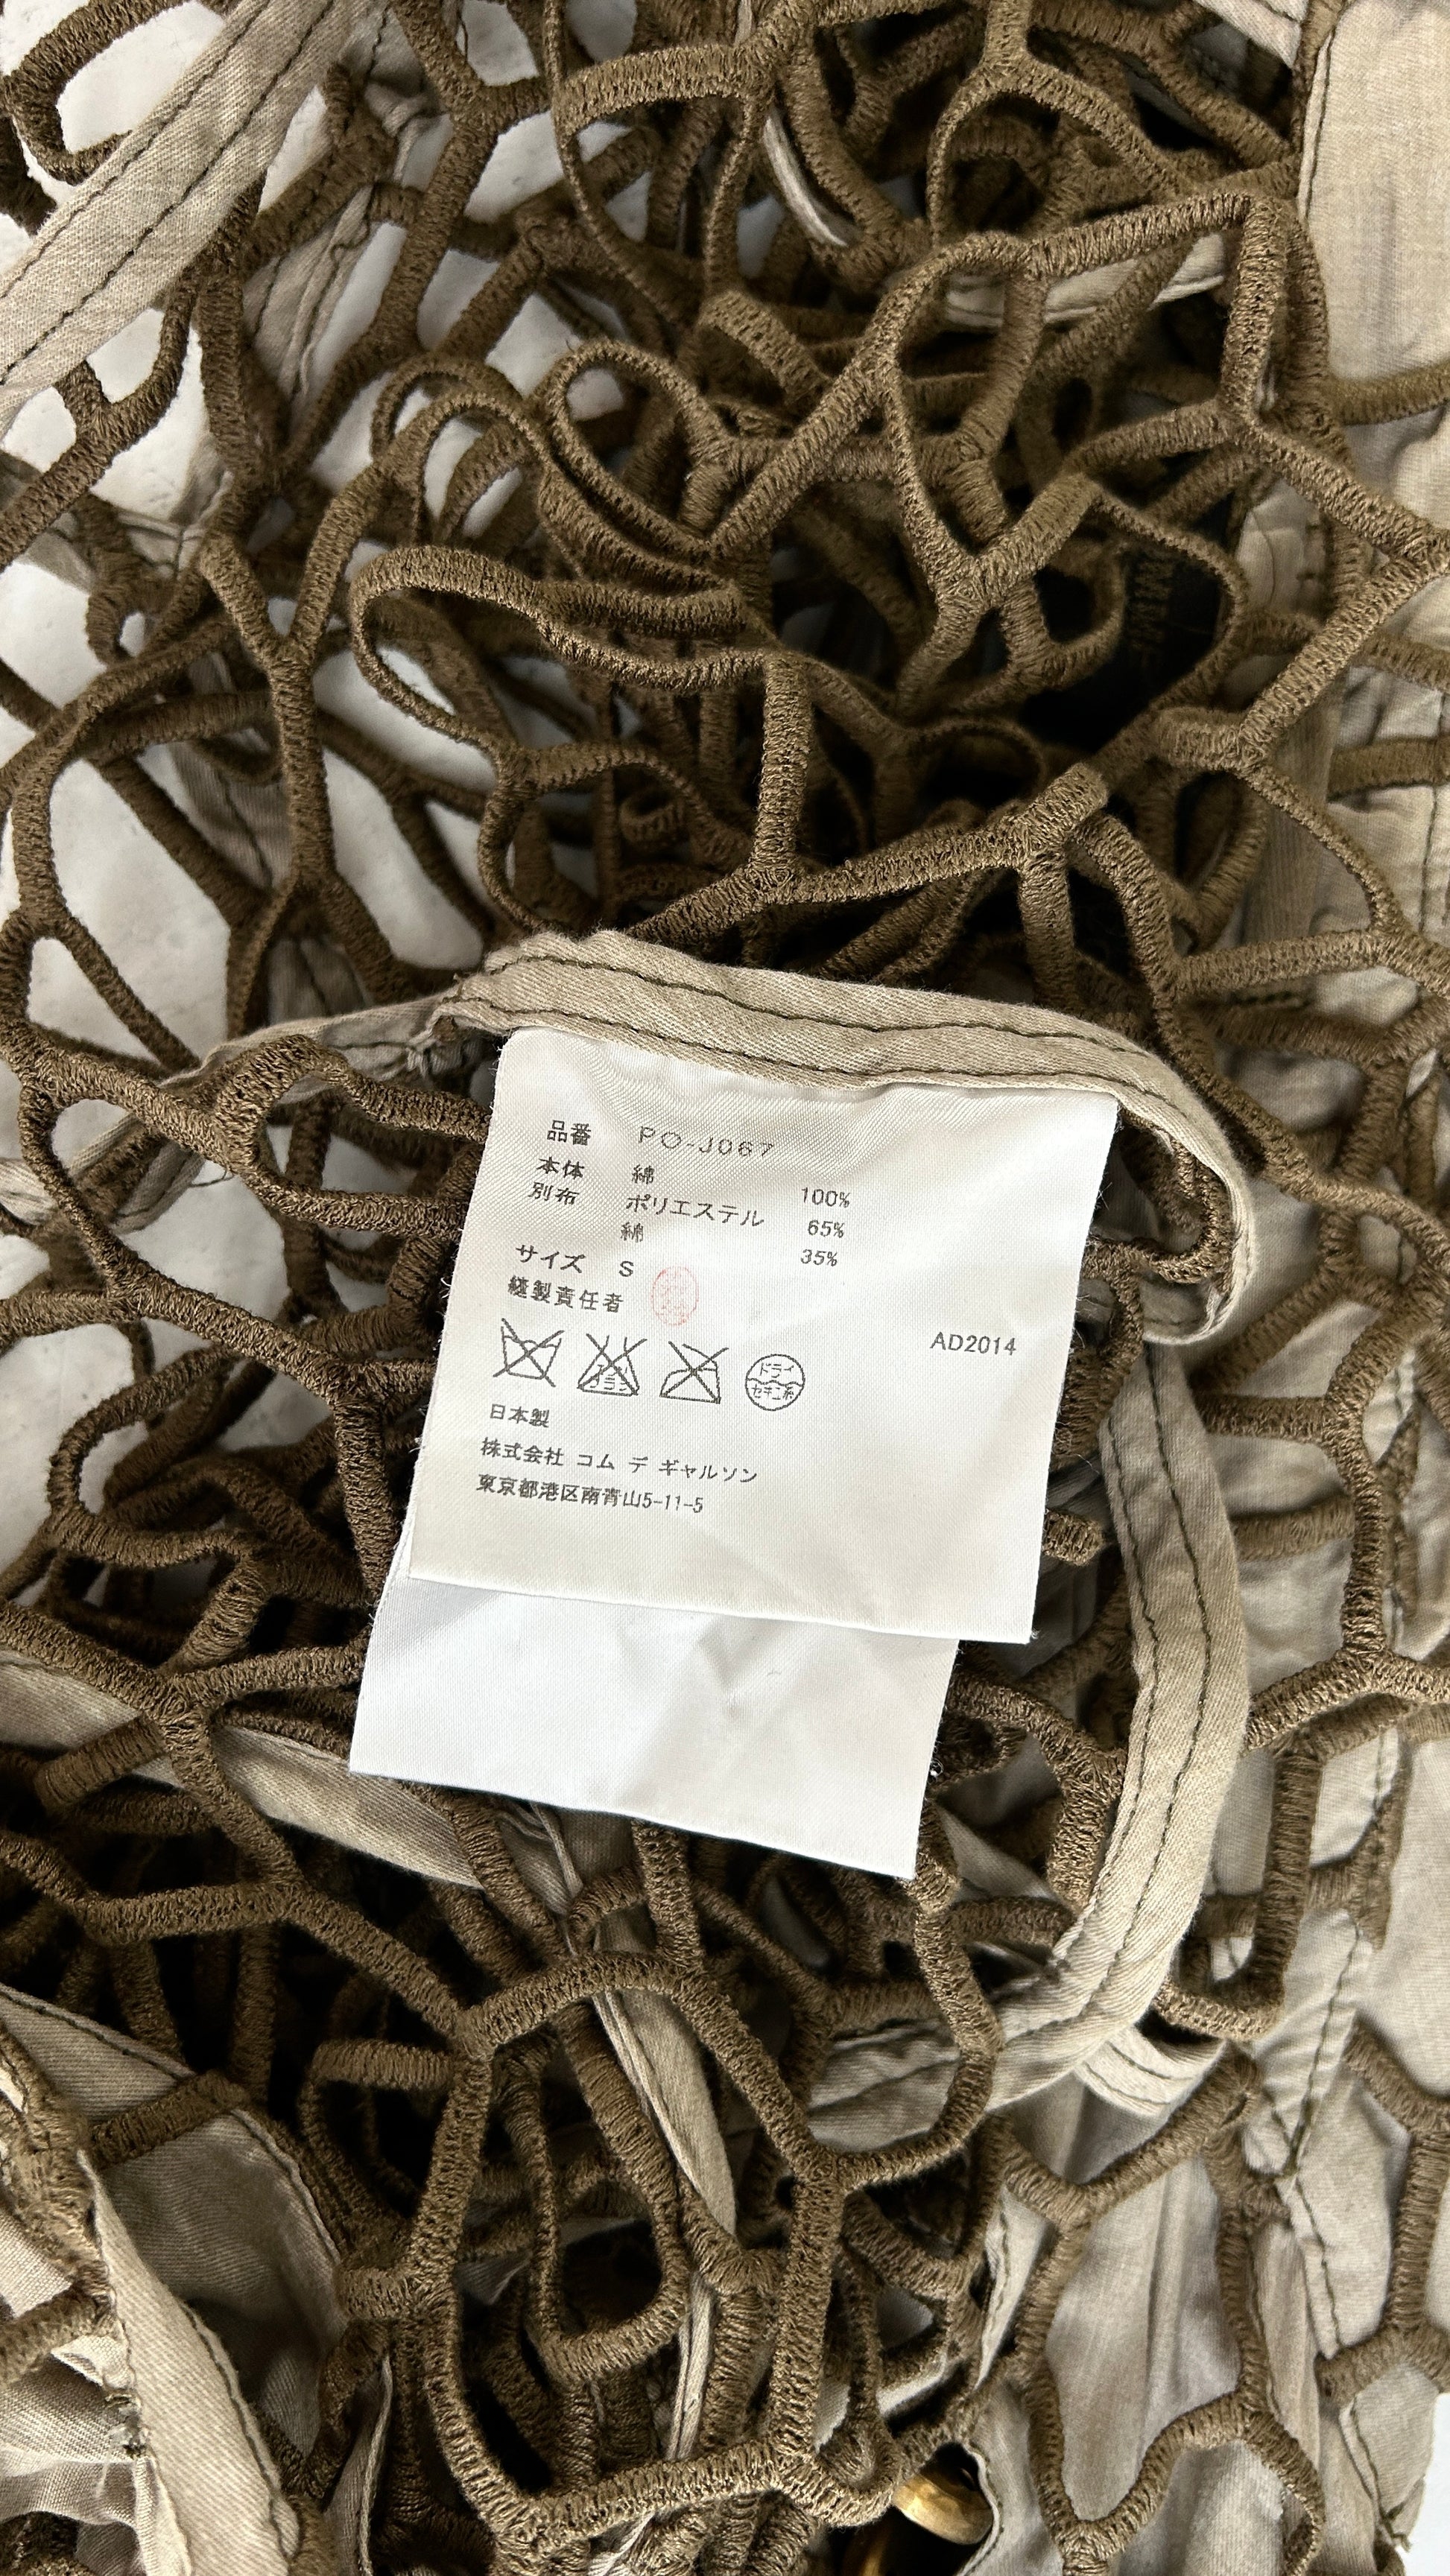 品番 PO-J067
本体 綿 100%
別布 ポリエステル 65%
綿 35%
サイズ S
縫製責任者
AD2014
ドライ
セキユ系
日本製
株式会社 コム デ ギャルソン
東京都港区南青山5-11-5